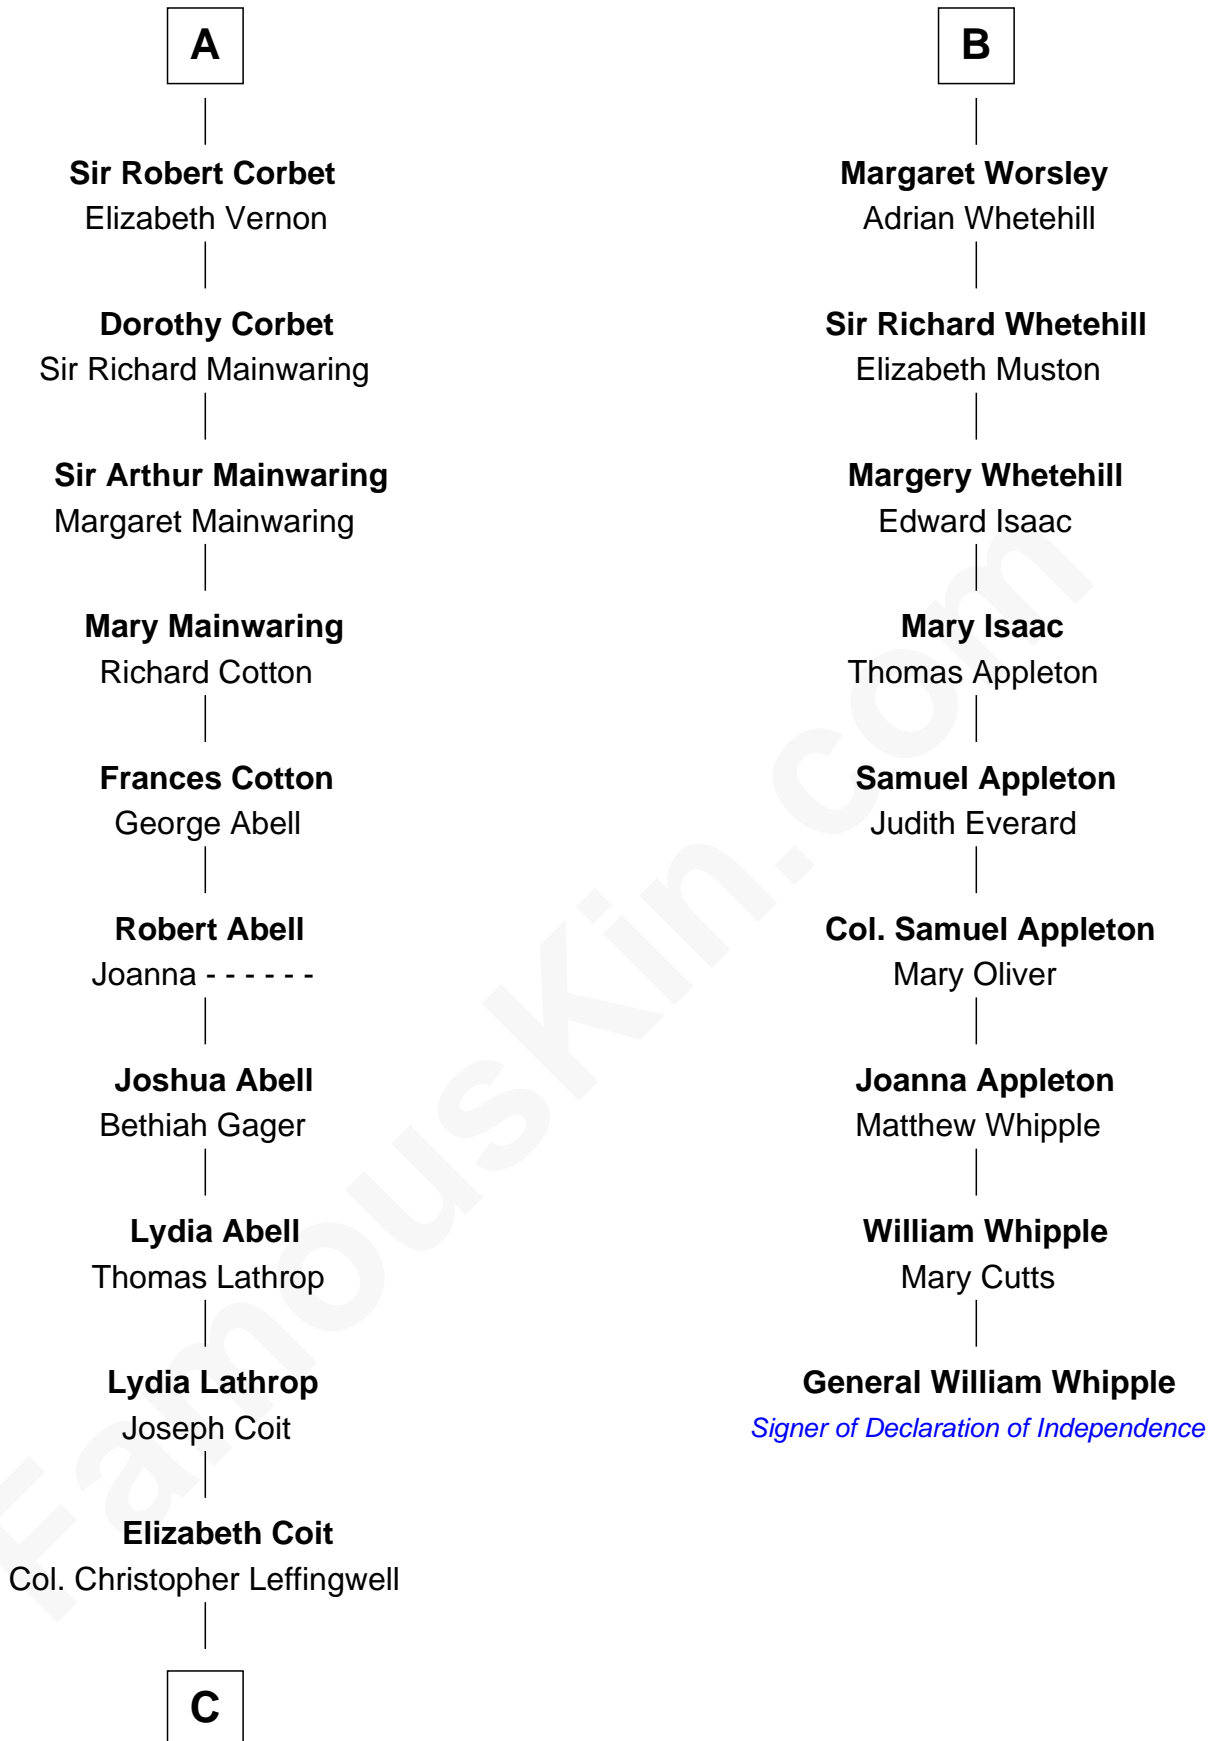 A
Sir Robert Corbet
Elizabeth Vernon
Dorothy Corbet
Sir Richard Mainwaring
Sir Arthur Mainwaring
Margaret Mainwaring
Mary Mainwaring
Richard Cotton
Frances Cotton
George Abell
Robert Abell
Joanna - - - - - -
Joshua Abell
Bethiah Gager
Lydia Abell
Thomas Lathrop
Lydia Lathrop
Joseph Coit
Elizabeth Coit
Col. Christopher Leffingwell
C
B
Margaret Worsley
Adrian Whetehill
Sir Richard Whetehill
Elizabeth Muston
Margery Whetehill
Edward Isaac
Mary Isaac
Thomas Appleton
Samuel Appleton
Judith Everard
Col. Samuel Appleton
Mary Oliver
Joanna Appleton
Matthew Whipple
William Whipple
Mary Cutts
General William Whipple
Signer of Declaration of Independence
FamousKin.com